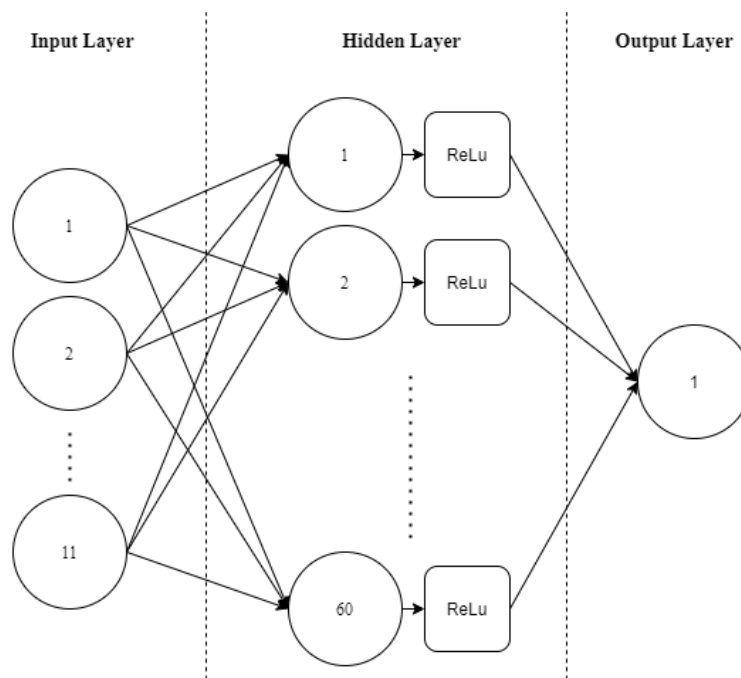 Input Layer
Hidden Layer
Output Layer
1
2
11
1
ReLu
2
ReLu
60
ReLu
1